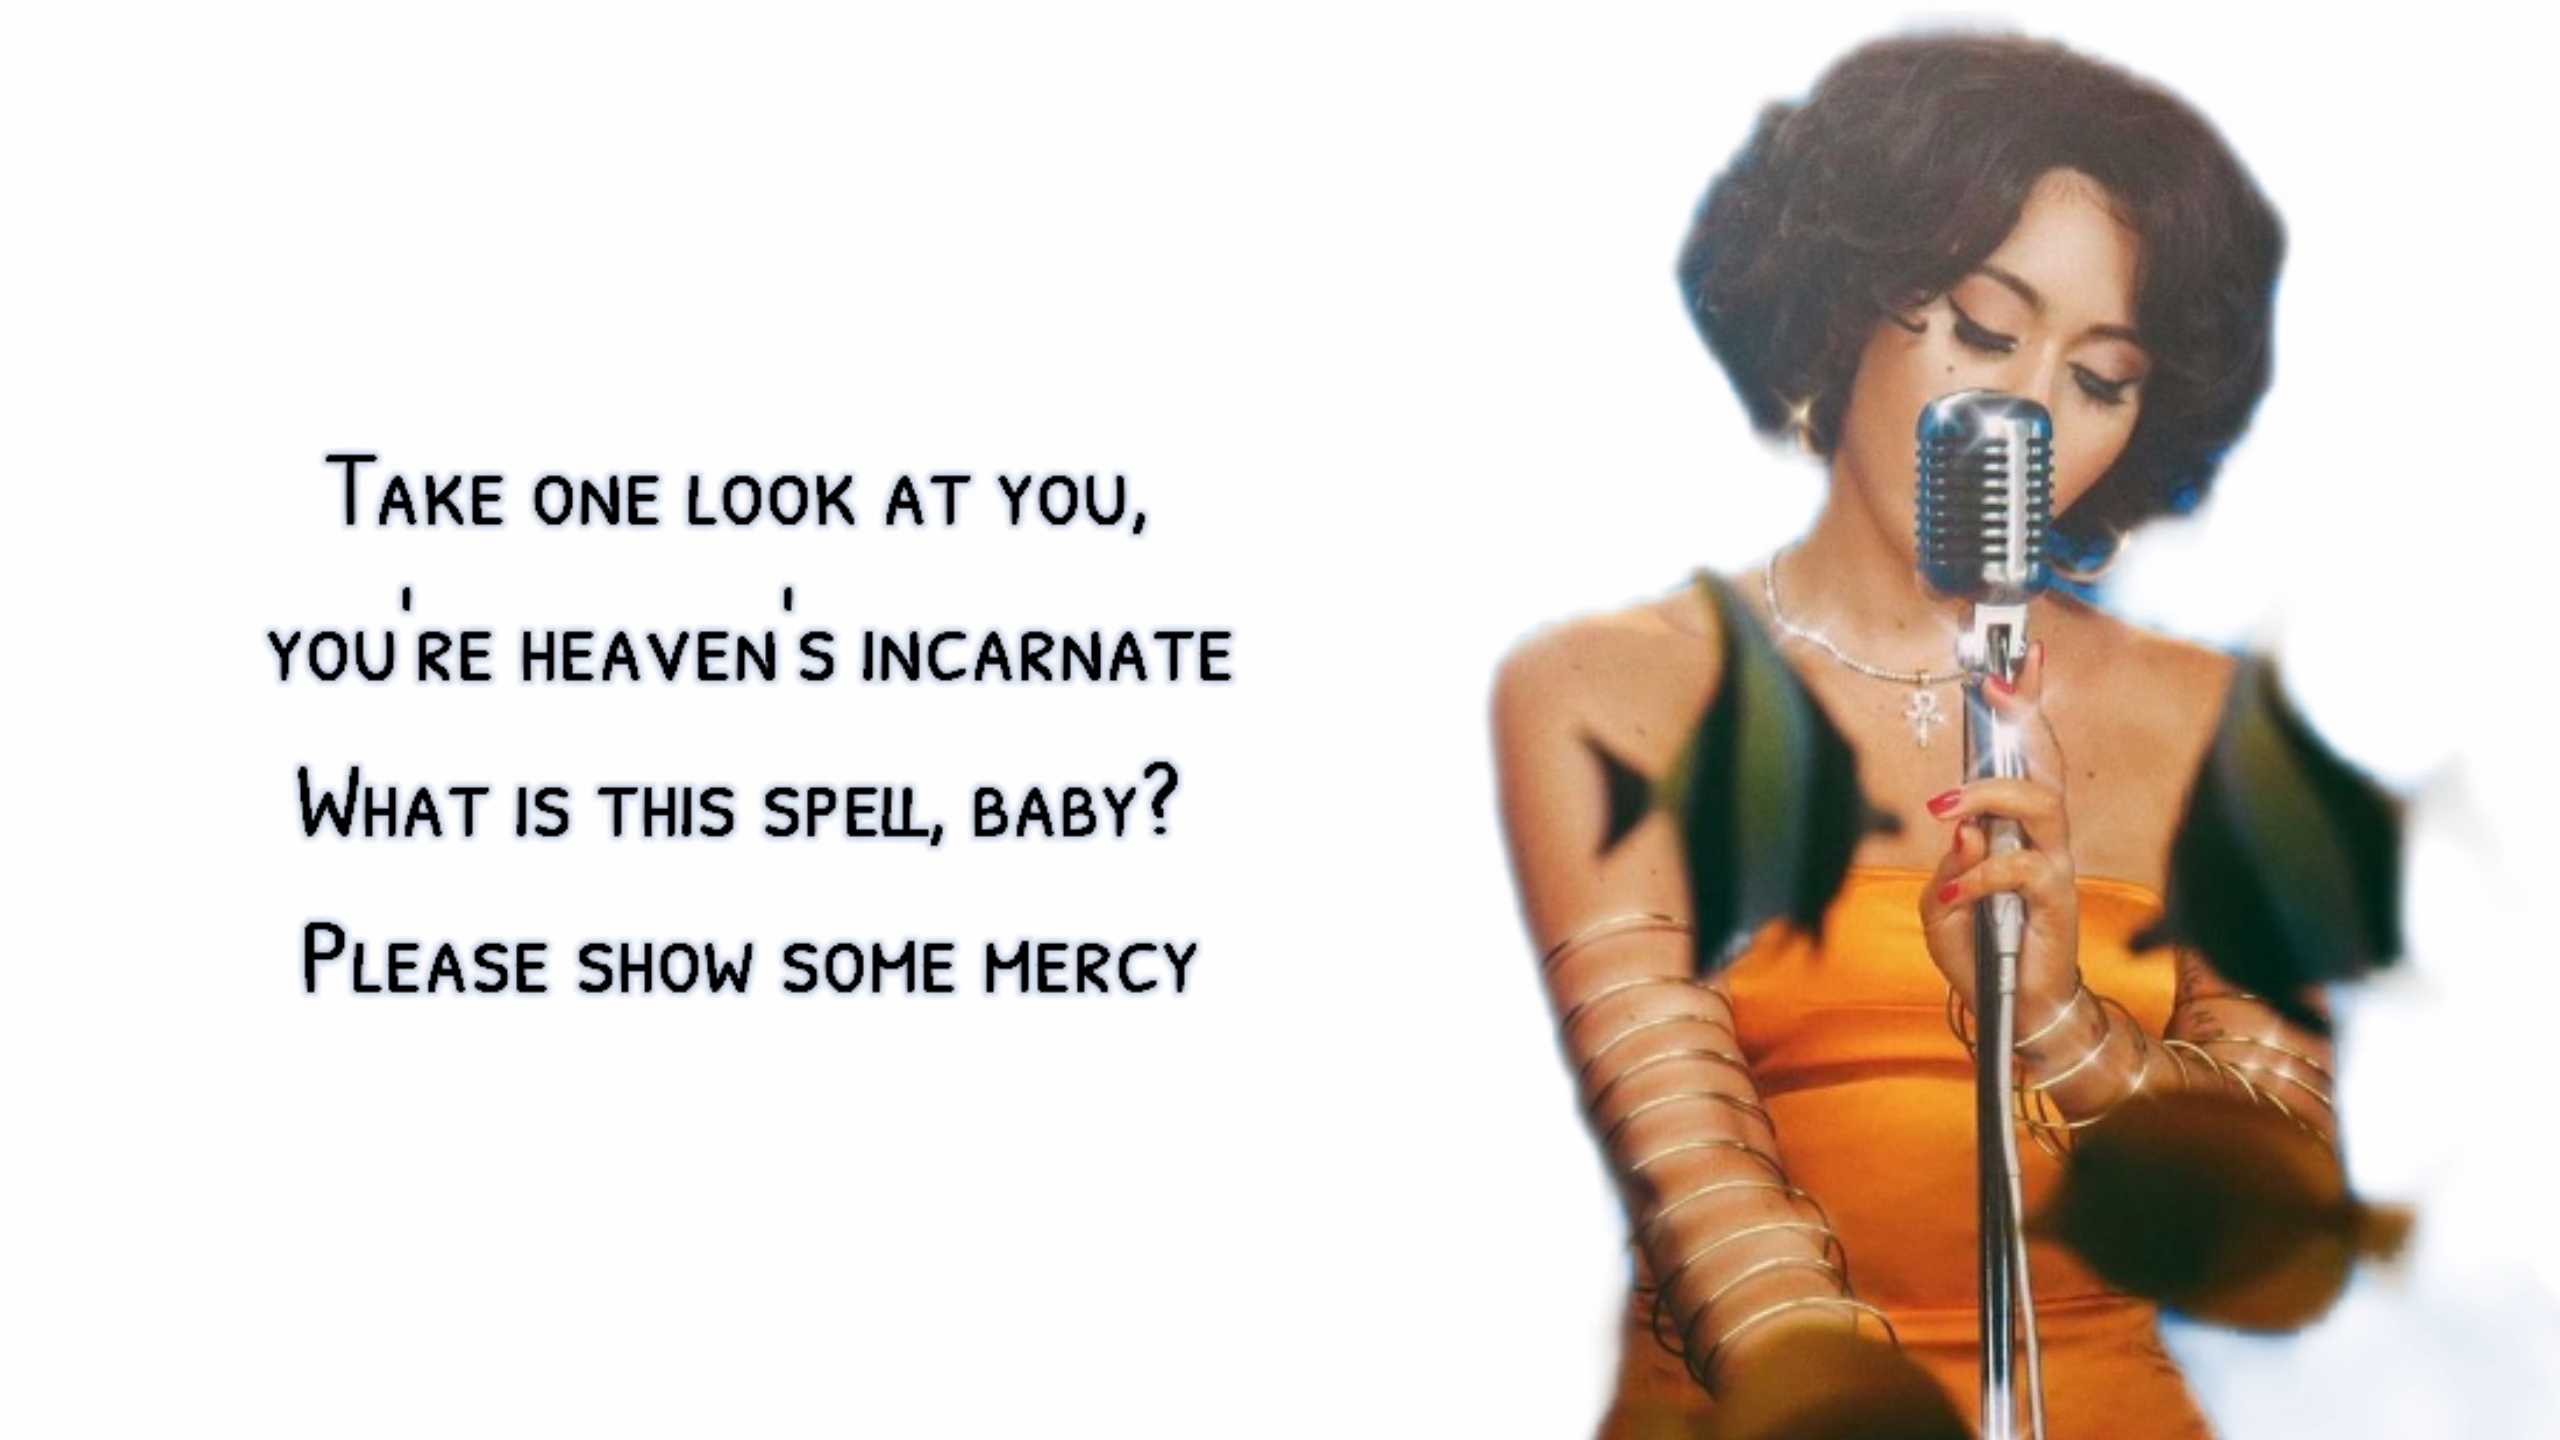 Take one look at you,
you're heaven's incarnate
What is this spell, baby?
Please show some mercy